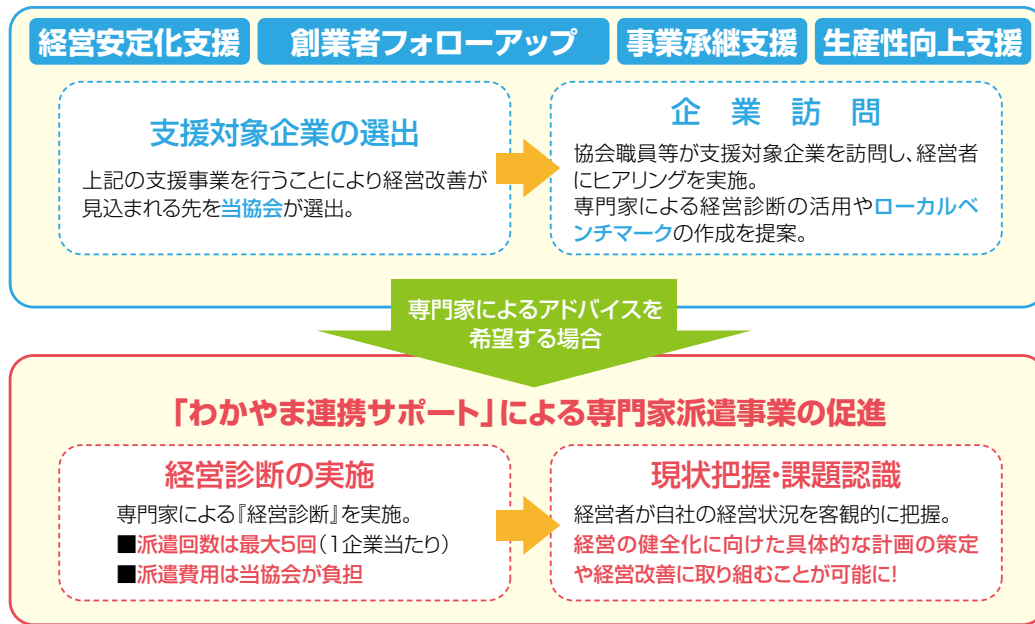 経営安定化支援 創業者フォローアップ 事業承継支援 生産性向上支援
支援対象企業の選出
上記の支援事業を行うことにより経営改善が
見込まれる先を当協会が選出。
企業訪問
協会職員等が支援対象企業を訪問し、経営者
にヒアリングを実施。
専門家による経営診断の活用やローカルベ
ンチマークの作成を提案。
専門家によるアドバイスを
希望する場合
「わかやま連携サポート」による専門家派遣事業の促進
経営診断の実施
専門家による『経営診断』を実施。
■派遣回数は最大5回(1企業当たり)
■派遣費用は当協会が負担
現状把握・課題認識
経営者が自社の経営状況を客観的に把握。
経営の健全化に向けた具体的な計画の策定
や経営改善に取り組むことが可能に!